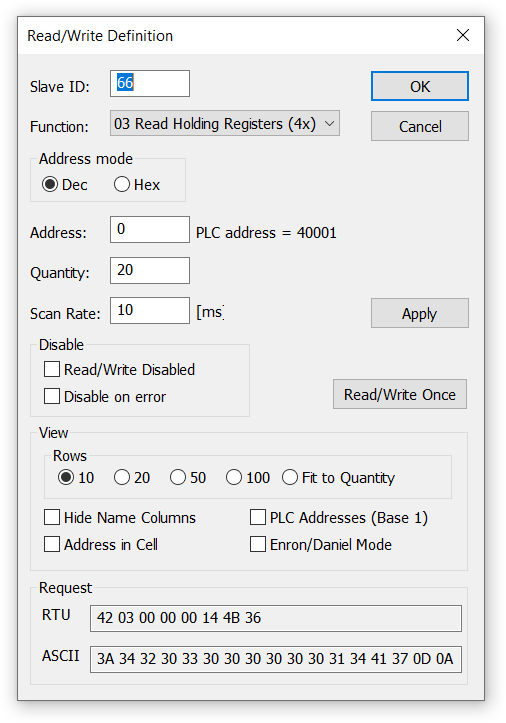 Read/Write Definition
Slave ID: 66 OK
Function: 03 Read Holding Registers (4x) Cancel
Address mode
Dec Hex
Address: 0 PLC address = 40001
Quantity: 20
Scan Rate: 10 [ms] Apply
Disable
Read/Write Disabled
Disable on error
Read/Write Once
View
Rows
10 20 50 100 Fit to Quantity
Hide Name Columns PLC Addresses (Base 1)
Address in Cell Enron/Daniel Mode
Request
RTU 42 03 00 00 00 14 4B 36
ASCII 3A 34 32 30 33 30 30 30 30 30 31 34 41 37 0D 0A